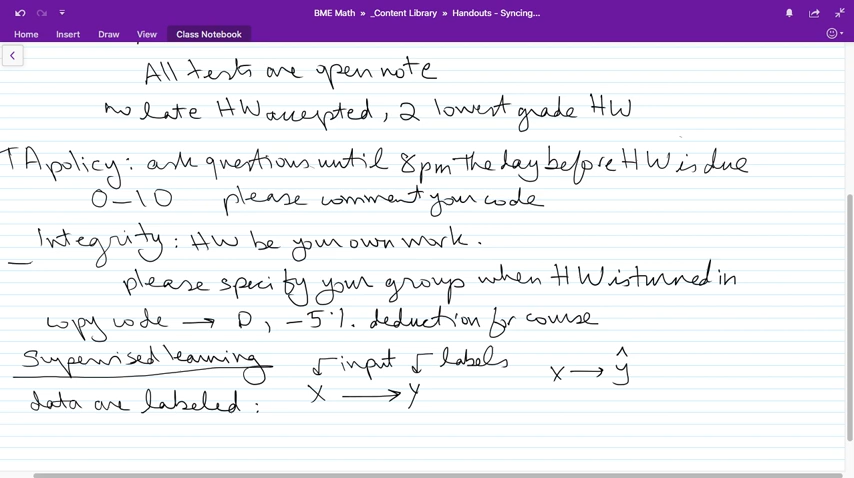 BME Math » _Content Library » Handouts - Syncing...
Home Insert Draw View Class Notebook
All tests are open note
no late HW accepted, 2 lowest grade HW
TA policy: ask questions until 8pm the day before HW is due
0-10 please comment your code
Integrity: HW be your own work.
please specify your group when HW is turned in
copy code → D, -5%. deduction for course
Supervised learning
input labels
data are labeled: X → Y
x → ŷ